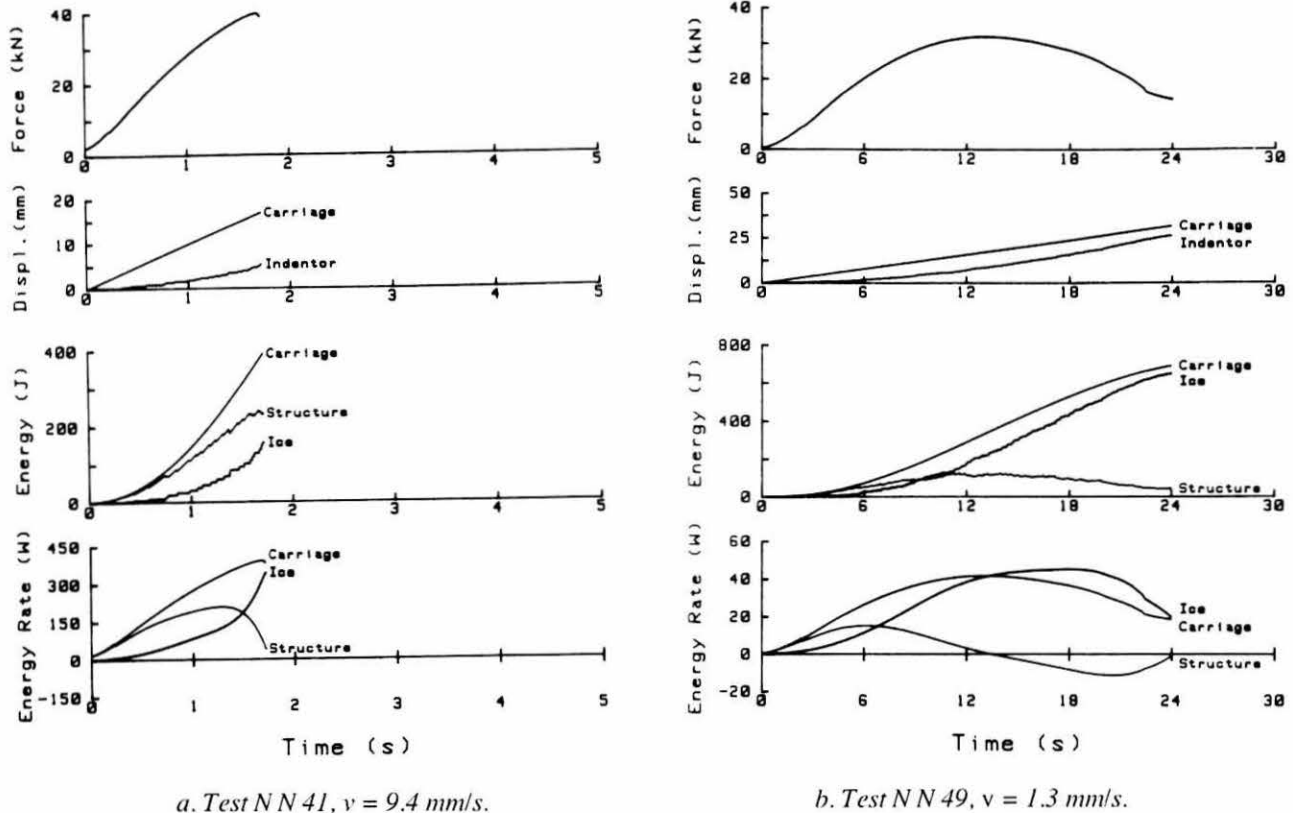 Force (kN)
40
20
0
0 1 2 3 4 5
Displ. (mm)
20
10
0
Carriage
Indentor
0 1 2 3 4 5
Energy (J)
400
200
0
Carriage
Structure
Ice
0 1 2 3 4 5
Energy Rate (W)
450
300
150
0
-150
Carriage
Ice
Structure
0 1 2 3 4 5
Time (s)
a. Test NN 41, v = 9.4 mm/s.
Force (kN)
40
20
0
0 6 12 18 24 30
Displ. (mm)
50
25
0
Carriage
Indentor
0 6 12 18 24 30
Energy (J)
800
400
0
Carriage
Ice
Structure
0 6 12 18 24 30
Energy Rate (W)
60
40
20
0
-20
Ice
Carriage
Structure
0 6 12 18 24 30
Time (s)
b. Test NN 49, v = 1.3 mm/s.